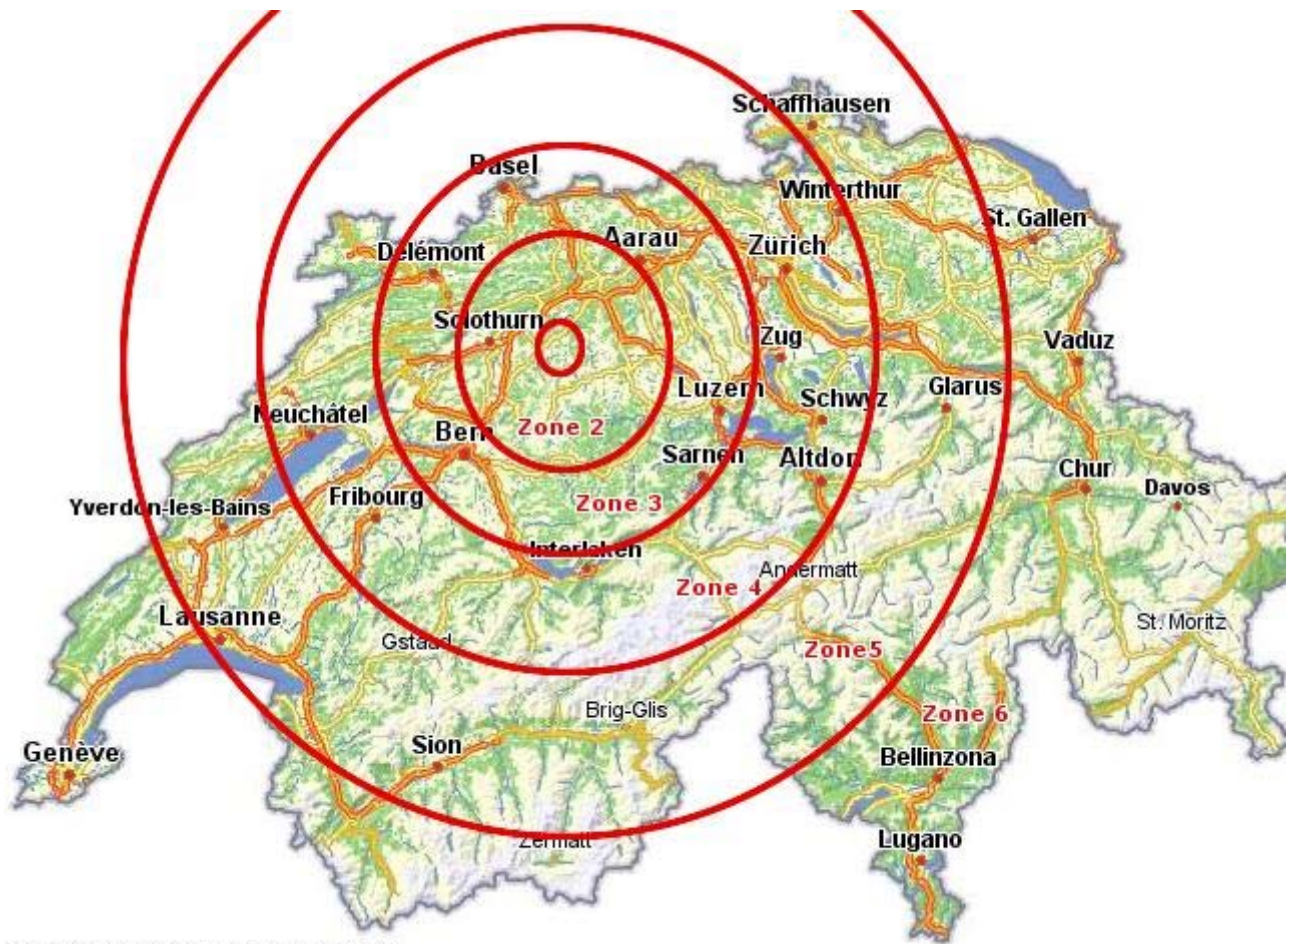 Schaffhausen
Basel
Winterthur
St. Gallen
Aarau
Zürich
Delémont
Solothurn
Zug
Vaduz
Luzern
Schwyz
Glarus
Neuchâtel
Bern
Zone 2
Sarnen
Altdorf
Chur
Davos
Fribourg
Yverdon-les-Bains
Zone 3
Interlaken
Andermatt
Zone 4
Lausanne
Gstaad
St. Moritz
Zone5
Brig-Glis
Zone 6
Genève
Sion
Bellinzona
Zermatt
Lugano